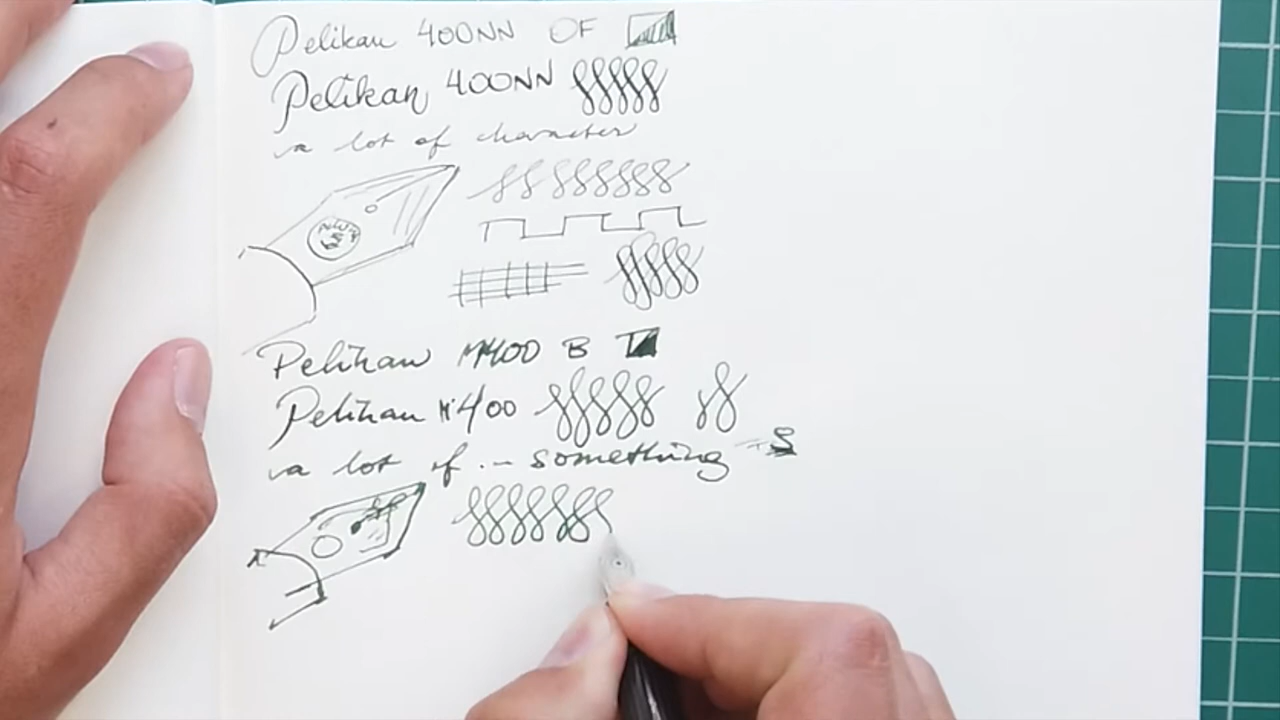 Pelikan 400NN OF
Pelikan 400NN
a lot of character
Pelikan M400 B
Pelikan M400
a lot of .— something